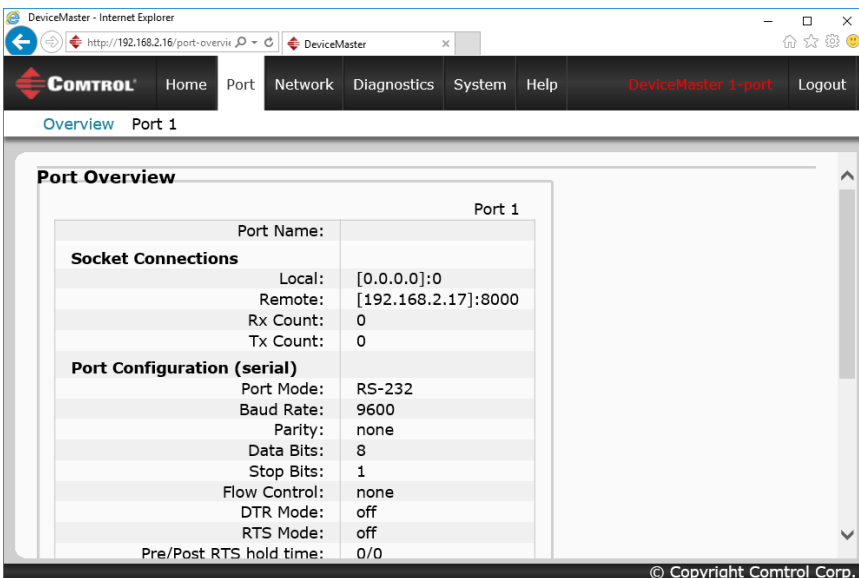 DeviceMaster - Internet Explorer
http://192.168.2.16/port-overvie
DeviceMaster
COMTROL Home Port Network Diagnostics System Help DeviceMaster 1-port Logout
Overview Port 1
Port Overview
Port 1
Port Name:
Socket Connections
Local: [0.0.0.0]:0
Remote: [192.168.2.17]:8000
Rx Count: 0
Tx Count: 0
Port Configuration (serial)
Port Mode: RS-232
Baud Rate: 9600
Parity: none
Data Bits: 8
Stop Bits: 1
Flow Control: none
DTR Mode: off
RTS Mode: off
Pre/Post RTS hold time: 0/0
© Copyright Comtrol Corp.